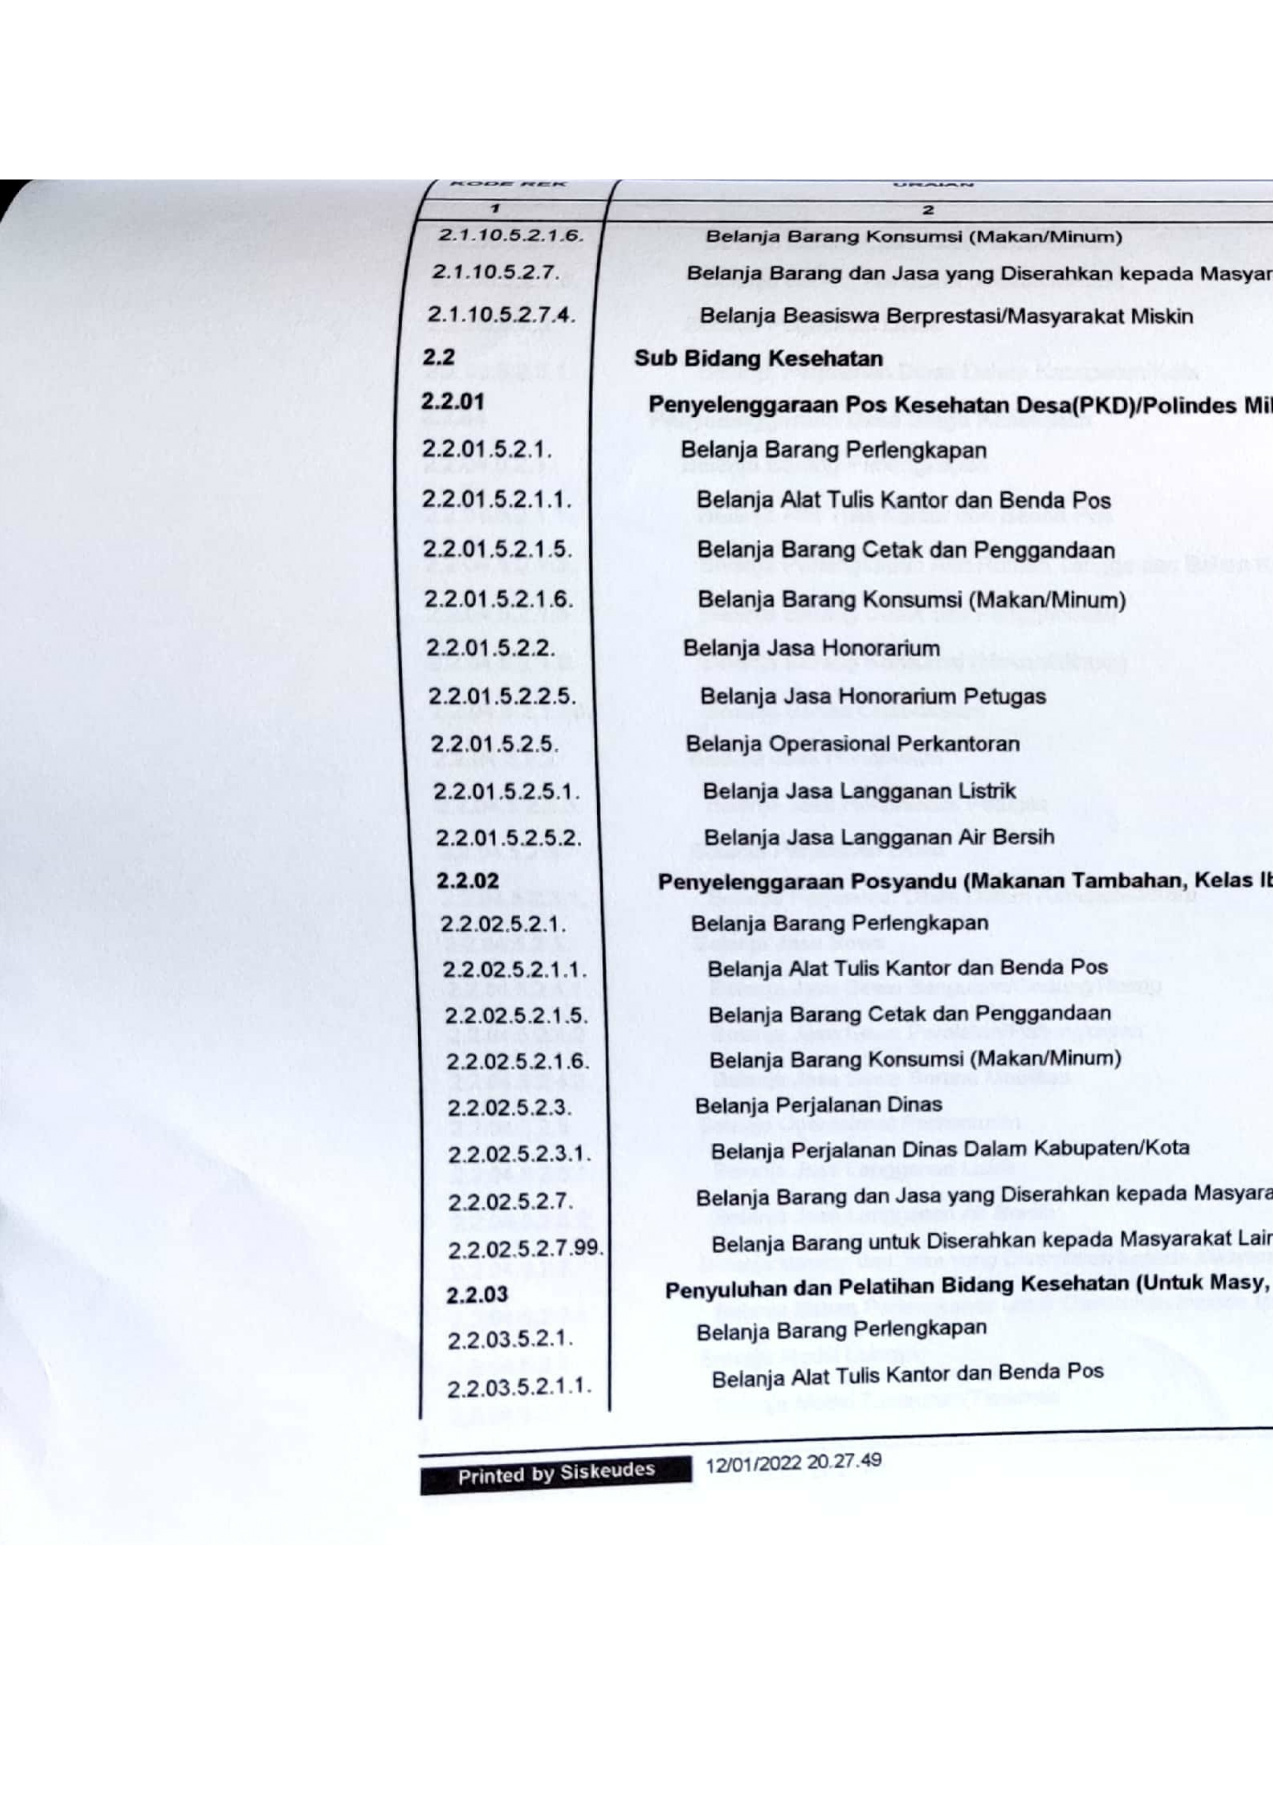 KODE REK URAIAN
1 2
2.1.10.5.2.1.6. Belanja Barang Konsumsi (Makan/Minum)
2.1.10.5.2.7. Belanja Barang dan Jasa yang Diserahkan kepada Masyar
2.1.10.5.2.7.4. Belanja Beasiswa Berprestasi/Masyarakat Miskin
2.2 Sub Bidang Kesehatan
2.2.01 Penyelenggaraan Pos Kesehatan Desa(PKD)/Polindes Mil
2.2.01.5.2.1. Belanja Barang Perlengkapan
2.2.01.5.2.1.1. Belanja Alat Tulis Kantor dan Benda Pos
2.2.01.5.2.1.5. Belanja Barang Cetak dan Penggandaan
2.2.01.5.2.1.6. Belanja Barang Konsumsi (Makan/Minum)
2.2.01.5.2.2. Belanja Jasa Honorarium
2.2.01.5.2.2.5. Belanja Jasa Honorarium Petugas
2.2.01.5.2.5. Belanja Operasional Perkantoran
2.2.01.5.2.5.1. Belanja Jasa Langganan Listrik
2.2.01.5.2.5.2. Belanja Jasa Langganan Air Bersih
2.2.02 Penyelenggaraan Posyandu (Makanan Tambahan, Kelas Ib
2.2.02.5.2.1. Belanja Barang Perlengkapan
2.2.02.5.2.1.1. Belanja Alat Tulis Kantor dan Benda Pos
2.2.02.5.2.1.5. Belanja Barang Cetak dan Penggandaan
2.2.02.5.2.1.6. Belanja Barang Konsumsi (Makan/Minum)
2.2.02.5.2.3. Belanja Perjalanan Dinas
2.2.02.5.2.3.1. Belanja Perjalanan Dinas Dalam Kabupaten/Kota
2.2.02.5.2.7. Belanja Barang dan Jasa yang Diserahkan kepada Masyara
2.2.02.5.2.7.99. Belanja Barang untuk Diserahkan kepada Masyarakat Lain
2.2.03 Penyuluhan dan Pelatihan Bidang Kesehatan (Untuk Masy,
2.2.03.5.2.1. Belanja Barang Perlengkapan
2.2.03.5.2.1.1. Belanja Alat Tulis Kantor dan Benda Pos
Printed by Siskeudes 12/01/2022 20.27.49